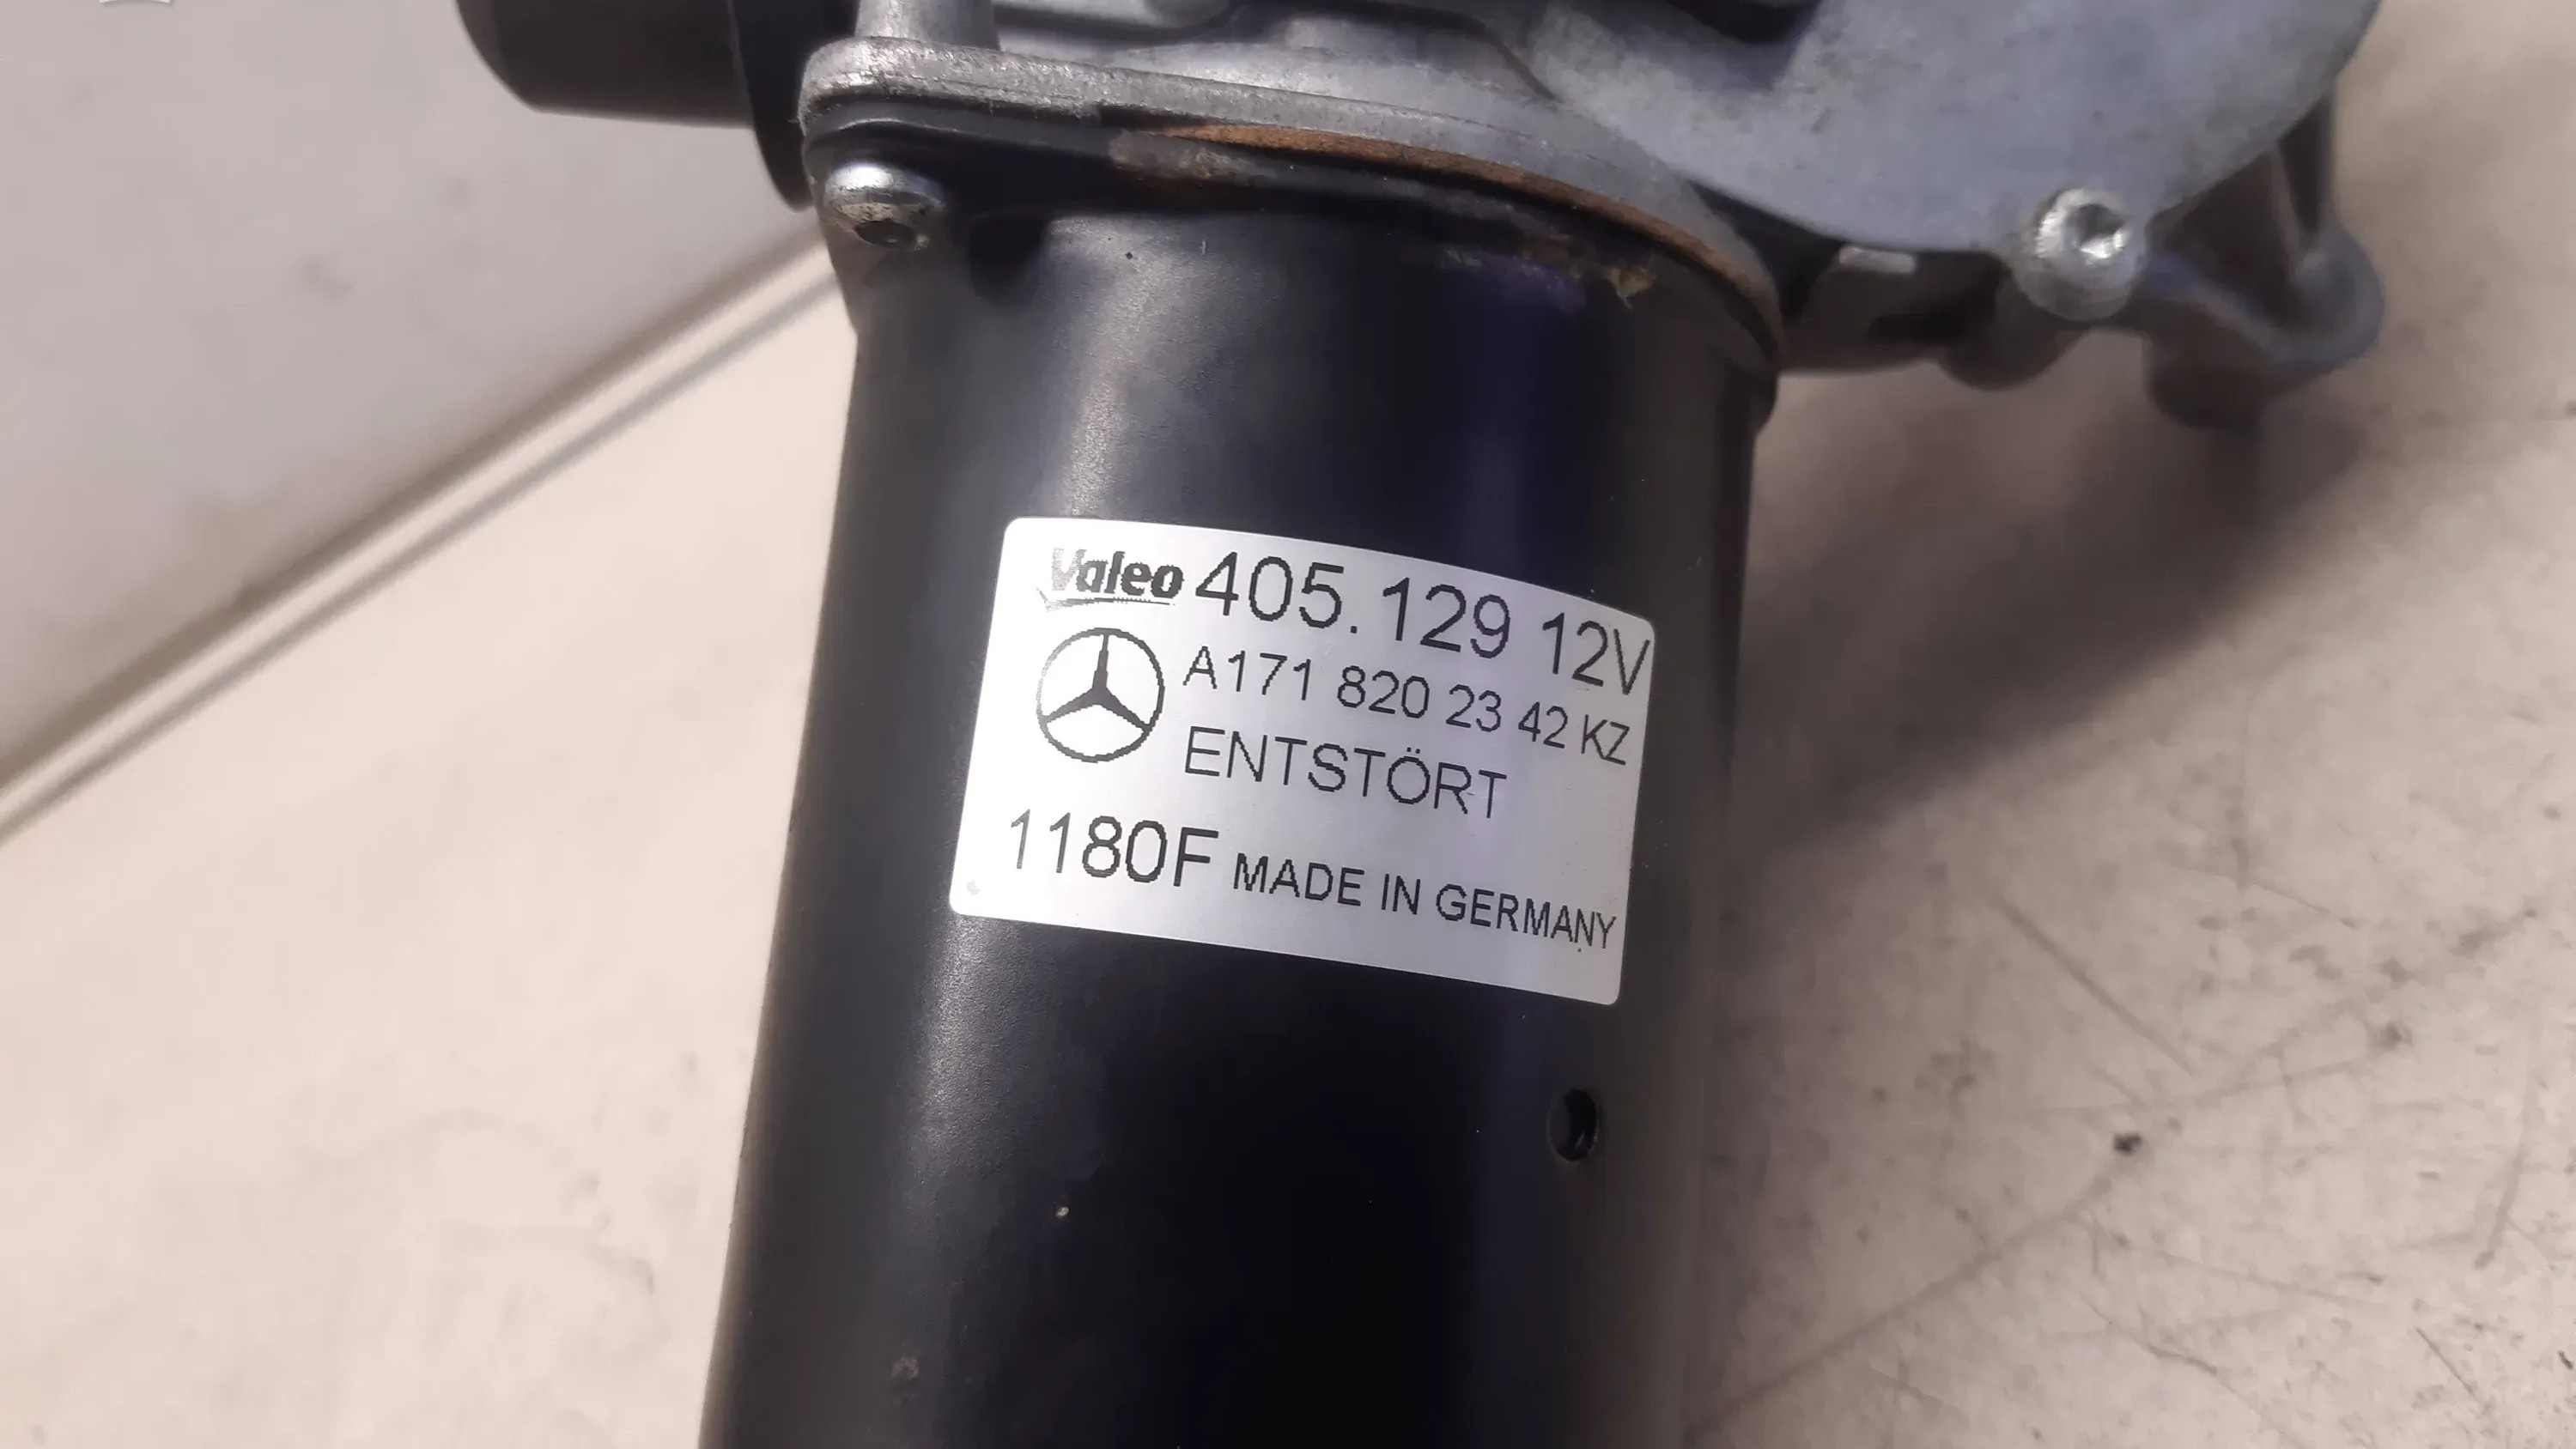 Valeo 405.129 12V
A171 820 23 42 KZ
ENTSTÖRT
1180F MADE IN GERMANY